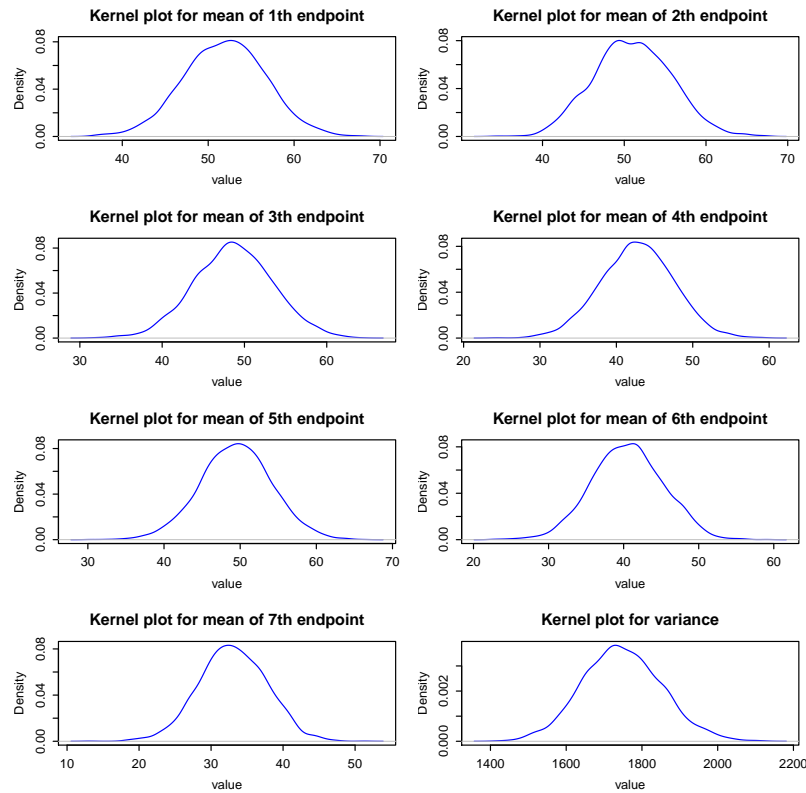 Kernel plot for mean of 1th endpoint
Density
0.00 0.04 0.08
40 50 60 70
value
Kernel plot for mean of 2th endpoint
Density
0.00 0.04 0.08
40 50 60 70
value
Kernel plot for mean of 3th endpoint
Density
0.00 0.04 0.08
30 40 50 60
value
Kernel plot for mean of 4th endpoint
Density
0.00 0.04 0.08
20 30 40 50 60
value
Kernel plot for mean of 5th endpoint
Density
0.00 0.04 0.08
30 40 50 60 70
value
Kernel plot for mean of 6th endpoint
Density
0.00 0.04 0.08
20 30 40 50 60
value
Kernel plot for mean of 7th endpoint
Density
0.00 0.04 0.08
10 20 30 40 50
value
Kernel plot for variance
Density
0.000 0.002
1400 1600 1800 2000 2200
value